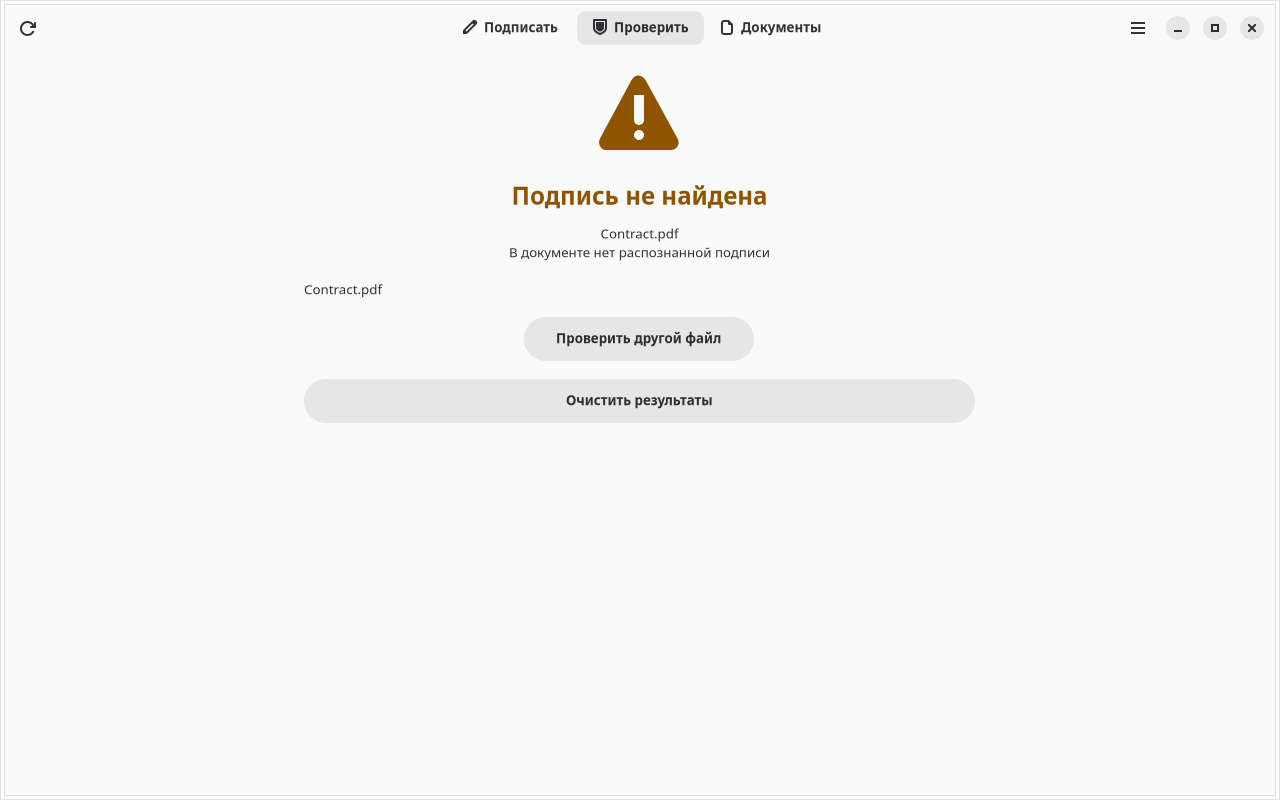 Подписать
Проверить
Документы
Подпись не найдена
Contract.pdf
В документе нет распознанной подписи
Contract.pdf
Проверить другой файл
Очистить результаты